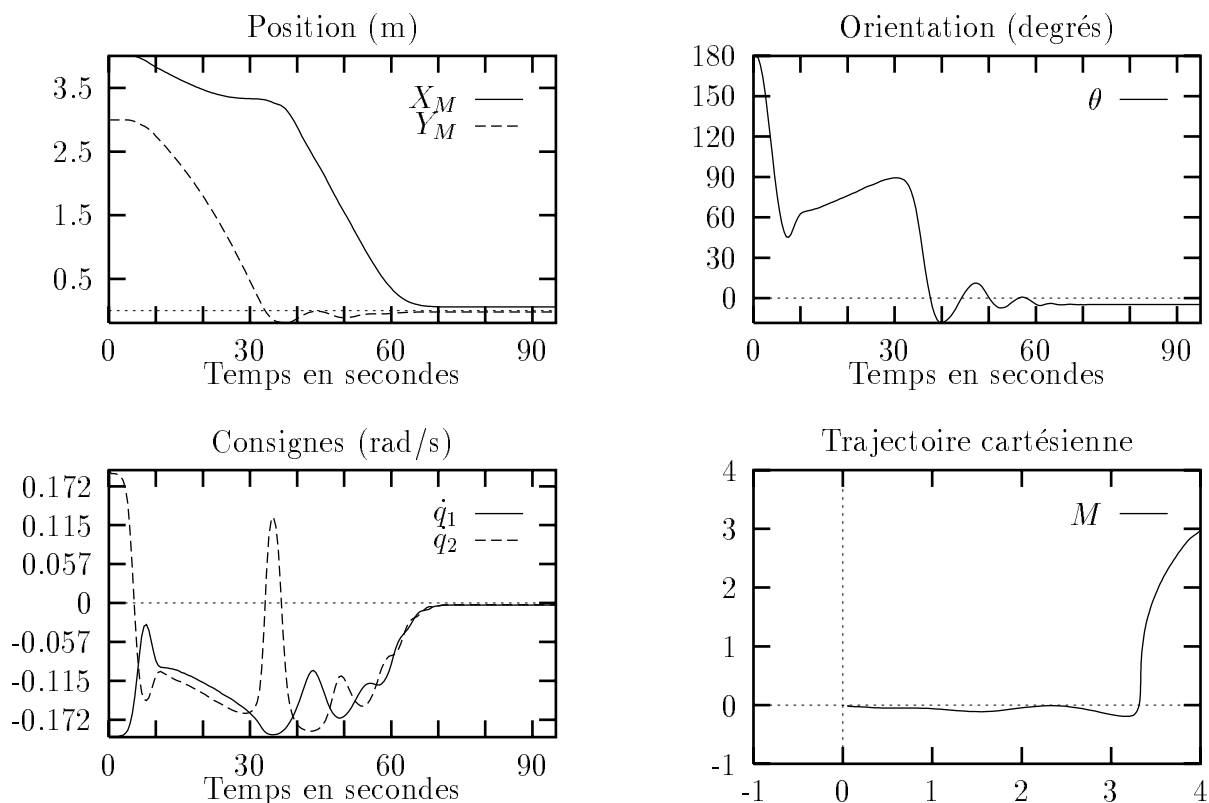 Position (m)
3.5
2.5
1.5
0.5
X_M
Y_M
0 30 60 90
Temps en secondes
Orientation (degrés)
180
150
120
90
60
30
0
θ
0 30 60 90
Temps en secondes
Consignes (rad/s)
0.172
0.115
0.057
0
-0.057
-0.115
-0.172
q̇₁
q̇₂
0 30 60 90
Temps en secondes
Trajectoire cartésienne
4
3
2
1
0
-1
M
-1 0 1 2 3 4